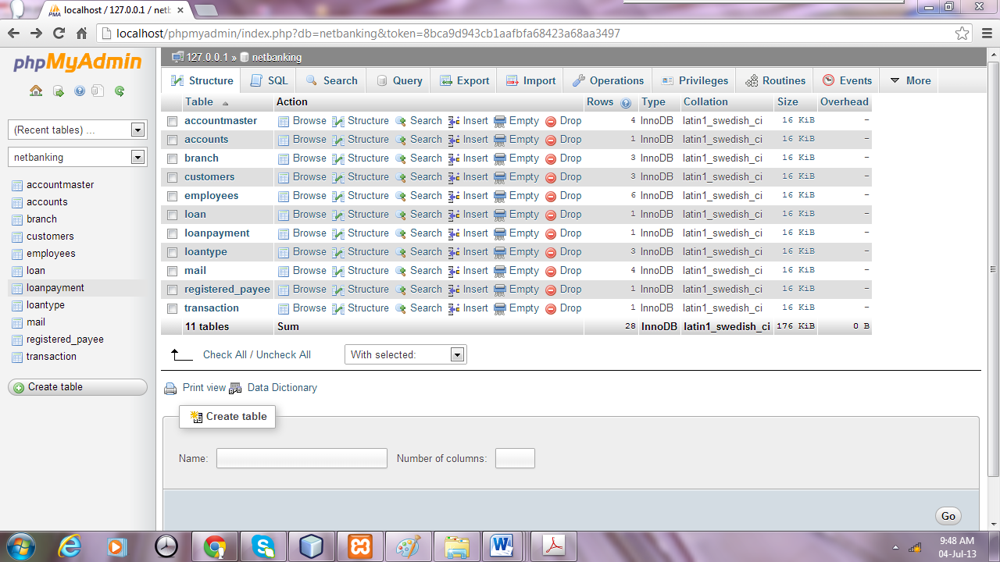 localhost / 127.0.0.1 / netb
localhost/phpmyadmin/index.php?db=netbanking&token=8bca9d943cb1aafbfa68423a68aa3497
phpMyAdmin
(Recent tables) ...
netbanking
accountmaster
accounts
branch
customers
employees
loan
loanpayment
loantype
mail
registered_payee
transaction
Create table
127.0.0.1 » netbanking
Structure SQL Search Query Export Import Operations Privileges Routines Events More
Table Action Rows Type Collation Size Overhead
accountmaster Browse Structure Search Insert Empty Drop 4 InnoDB latin1_swedish_ci 16 KiB -
accounts Browse Structure Search Insert Empty Drop 1 InnoDB latin1_swedish_ci 16 KiB -
branch Browse Structure Search Insert Empty Drop 3 InnoDB latin1_swedish_ci 16 KiB -
customers Browse Structure Search Insert Empty Drop 3 InnoDB latin1_swedish_ci 16 KiB -
employees Browse Structure Search Insert Empty Drop 6 InnoDB latin1_swedish_ci 16 KiB -
loan Browse Structure Search Insert Empty Drop 1 InnoDB latin1_swedish_ci 16 KiB -
loanpayment Browse Structure Search Insert Empty Drop 1 InnoDB latin1_swedish_ci 16 KiB -
loantype Browse Structure Search Insert Empty Drop 3 InnoDB latin1_swedish_ci 16 KiB -
mail Browse Structure Search Insert Empty Drop 4 InnoDB latin1_swedish_ci 16 KiB -
registered_payee Browse Structure Search Insert Empty Drop 1 InnoDB latin1_swedish_ci 16 KiB -
transaction Browse Structure Search Insert Empty Drop 1 InnoDB latin1_swedish_ci 16 KiB -
11 tables Sum 28 InnoDB latin1_swedish_ci 176 KiB 0 B
Check All / Uncheck All With selected:
Print view Data Dictionary
Create table
Name: Number of columns:
Go
9:48 AM
04-Jul-13